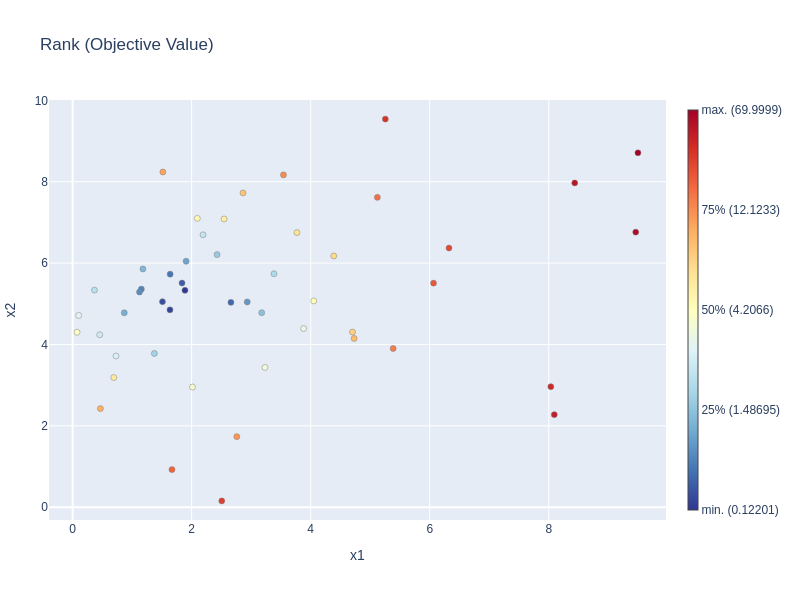 Rank (Objective Value)
10
8
6
4
2
0
x2
0
2
4
6
8
x1
max. (69.9999)
75% (12.1233)
50% (4.2066)
25% (1.48695)
min. (0.12201)